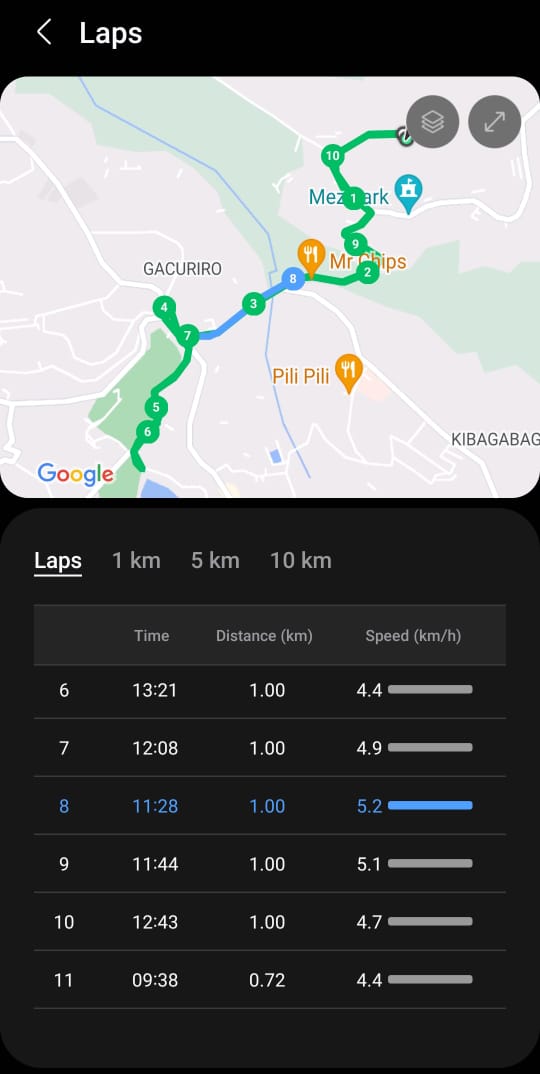 Laps
10
Mez
1
ark
9
Mr Chips
2
GACURIRO
8
3
4
7
Pili Pili
5
6
KIBAGABAG
Google
Laps 1 km 5 km 10 km
Time Distance (km) Speed (km/h)
6 13:21 1.00 4.4
7 12:08 1.00 4.9
8 11:28 1.00 5.2
9 11:44 1.00 5.1
10 12:43 1.00 4.7
11 09:38 0.72 4.4